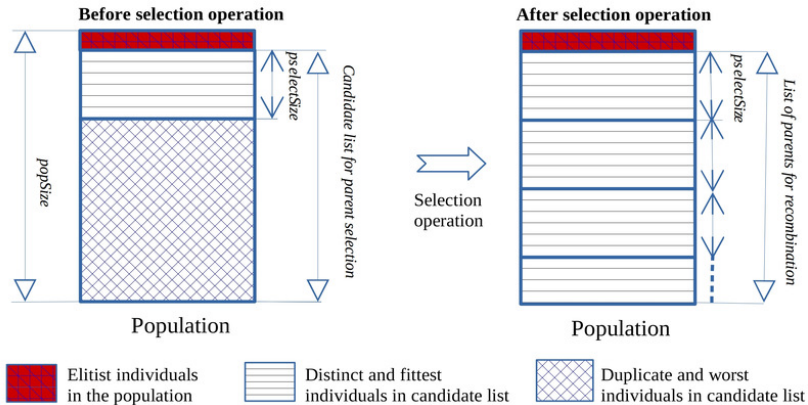 Before selection operation
After selection operation
popSize
pselectSize
Candidate list for parent selection
Selection
operation
pselectSize
List of parents for recombination
Population
Population
Elitist individuals
in the population
Distinct and fittest
individuals in candidate list
Duplicate and worst
individuals in candidate list